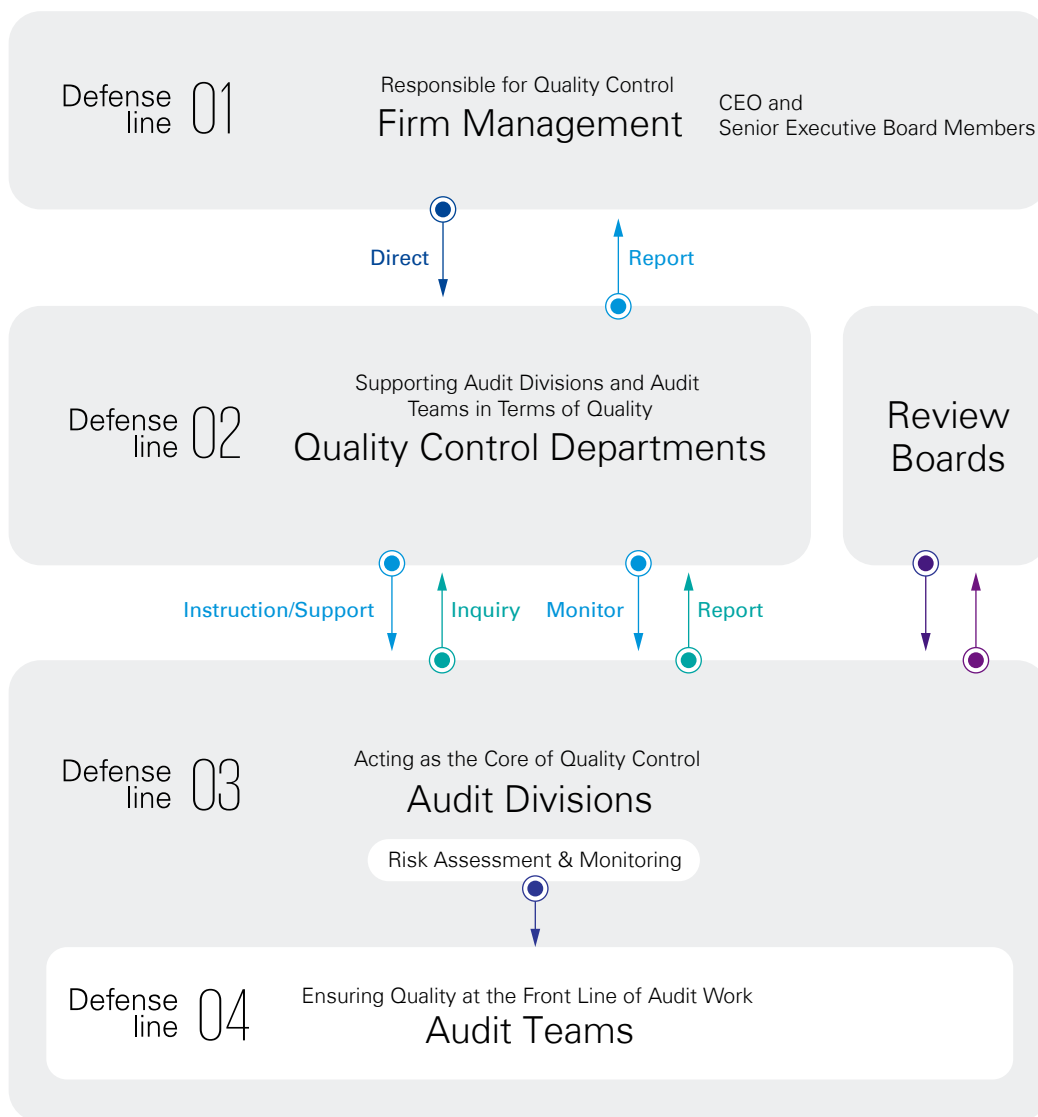 Defense
line 01
Responsible for Quality Control
Firm Management
CEO and
Senior Executive Board Members
Direct
Report
Defense
line 02
Supporting Audit Divisions and Audit
Teams in Terms of Quality
Quality Control Departments
Review
Boards
Instruction/Support
Inquiry
Monitor
Report
Defense
line 03
Acting as the Core of Quality Control
Audit Divisions
Risk Assessment & Monitoring
Defense
line 04
Ensuring Quality at the Front Line of Audit Work
Audit Teams